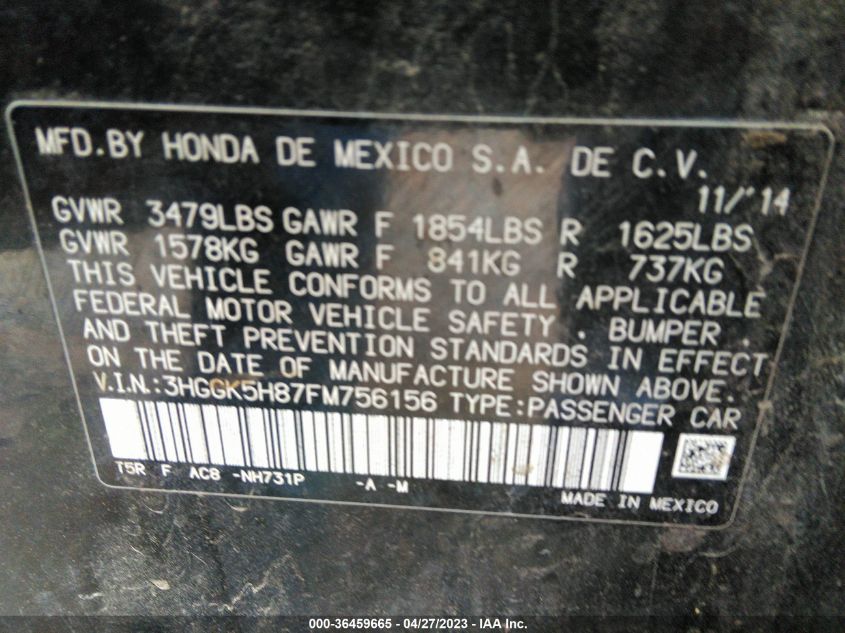 MFD.BY HONDA DE MEXICO S.A. DE C.V.
11/'14
GVWR 3479LBS GAWR F 1854LBS R 1625LBS
GVWR 1578KG GAWR F 841KG R 737KG
THIS VEHICLE CONFORMS TO ALL APPLICABLE
FEDERAL MOTOR VEHICLE SAFETY , BUMPER ,
AND THEFT PREVENTION STANDARDS IN EFFECT
ON THE DATE OF MANUFACTURE SHOWN ABOVE.
V.I.N.:3HGGK5H87FM756156 TYPE:PASSENGER CAR
T5R F AC8 -NH731P -A -M
MADE IN MEXICO
000-36459665 - 04/27/2023 - IAA Inc.